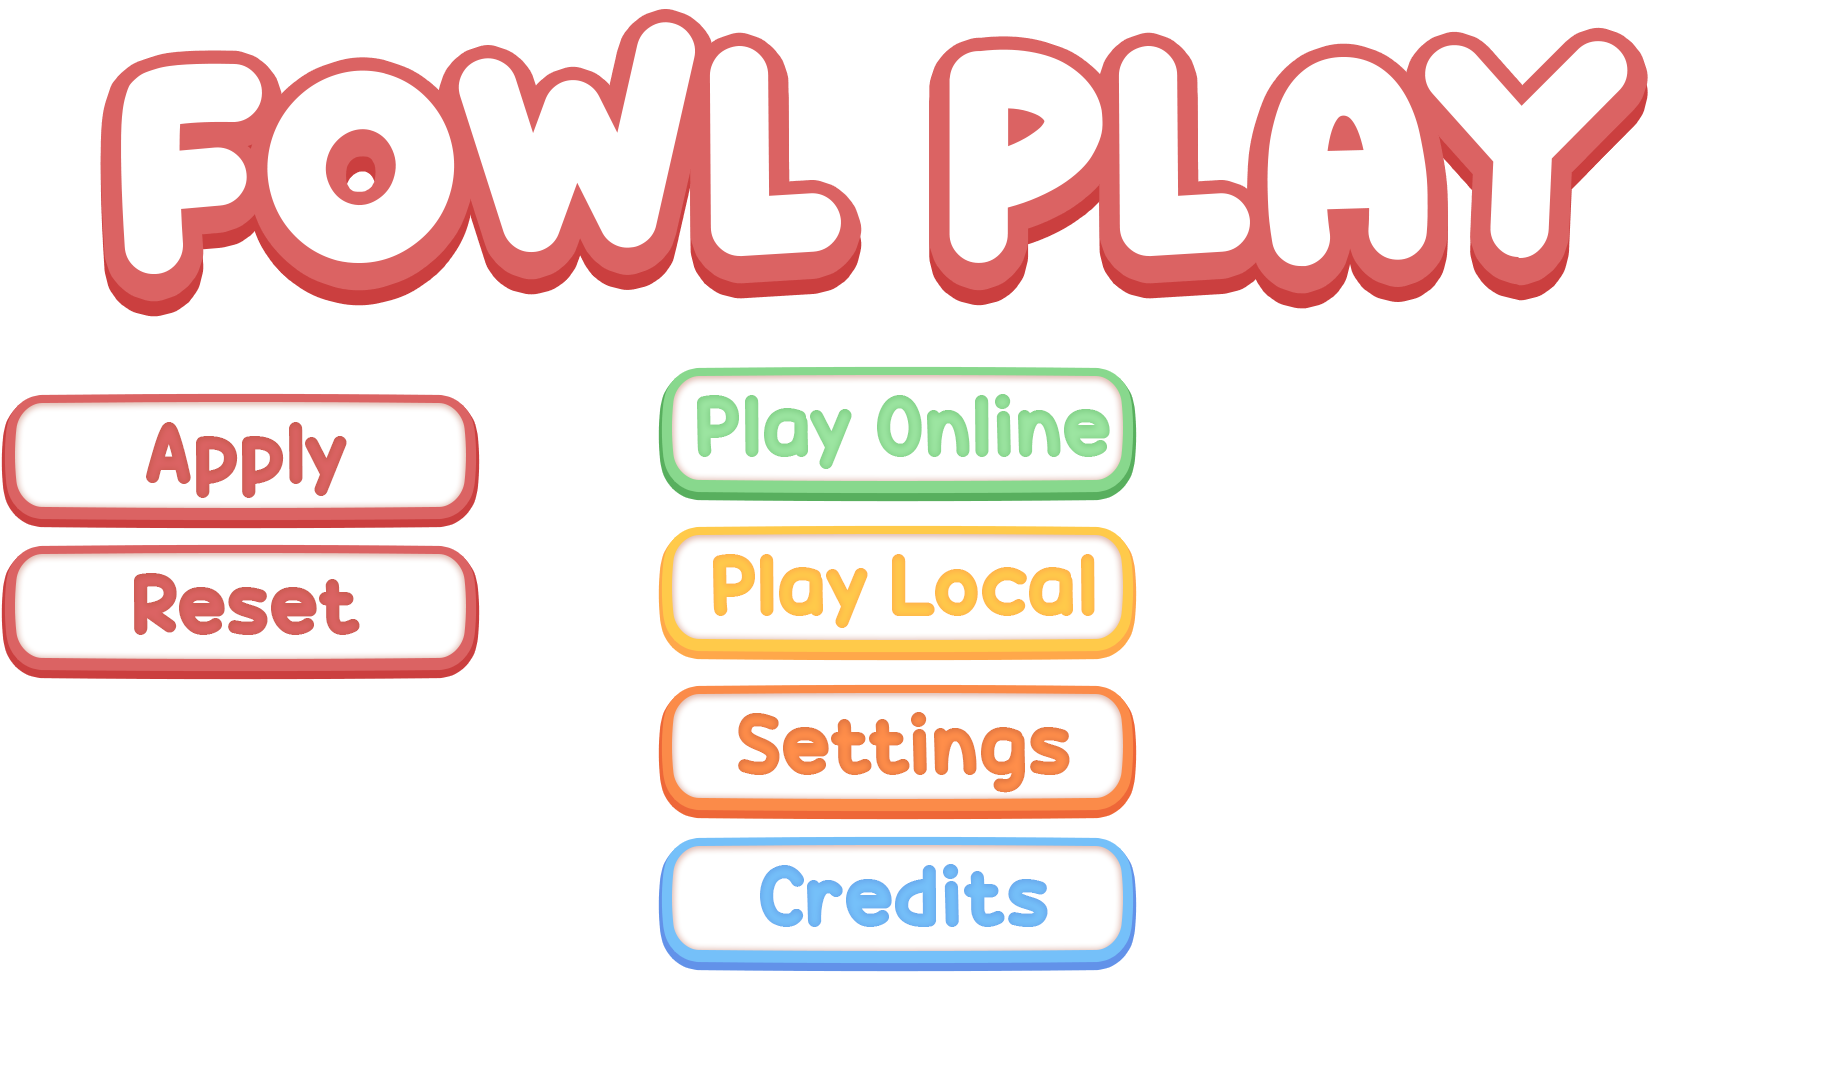 FOWL PLAY
Apply
Reset
Play Online
Play Local
Settings
Credits